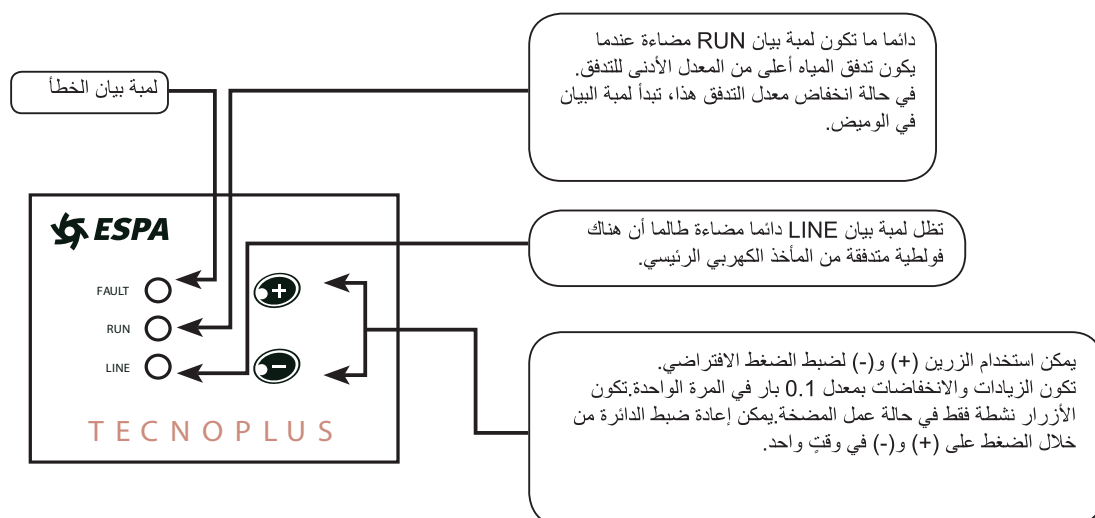 دائما ما تكون لمبة بيان RUN مضاءة عندما
يكون تدفق المياه أعلى من المعدل الأدنى للتدفق.
في حالة انخفاض معدل التدفق هذا، تبدأ لمبة البيان
في الوميض.
لمبة بيان الخطأ
تظل لمبة بيان LINE دائما مضاءة طالما أن هناك
فولطية متدفقة من المأخذ الكهربي الرئيسي.
ESPA
FAULT
RUN
LINE
+
-
TECNOPLUS
يمكن استخدام الزرين (+) و(-) لضبط الضغط الافتراضي.
تكون الزيادات والانخفاضات بمعدل 0.1 بار في المرة الواحدة.تكون
الأزرار نشطة فقط في حالة عمل المضخة.يمكن إعادة ضبط الدائرة من
خلال الضغط على (+) و(-) في وقتٍ واحد.